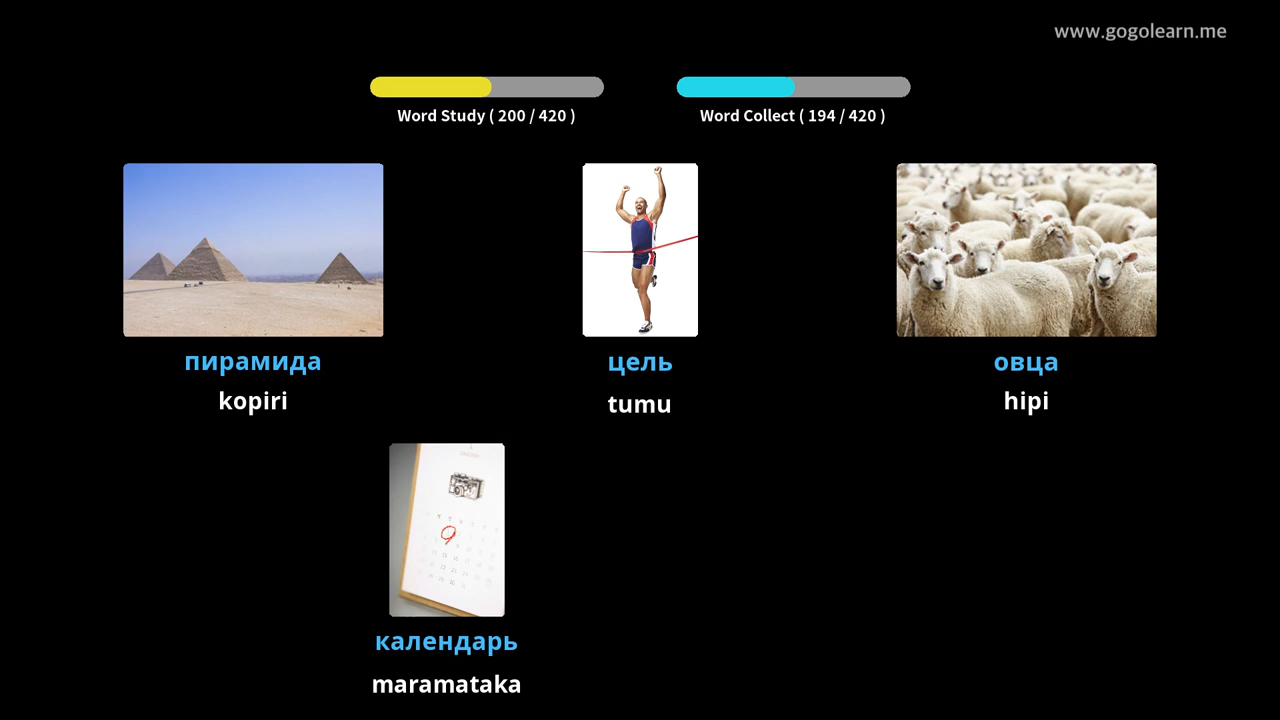 www.gogolearn.me
Word Study ( 200 / 420 )
Word Collect ( 194 / 420 )
пирамида
kopiri
цель
tumu
овца
hipi
календарь
maramataka